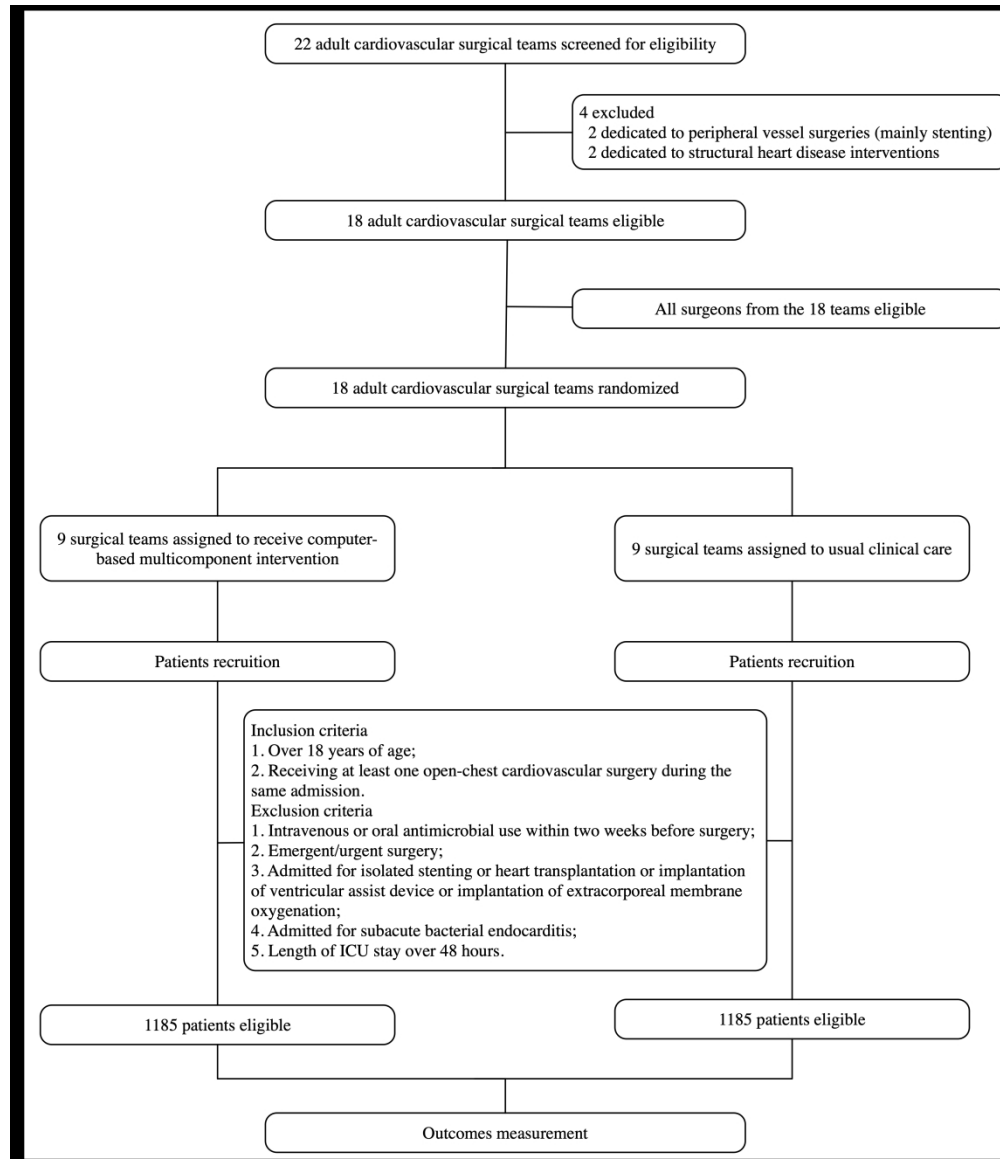 22 adult cardiovascular surgical teams screened for eligibility
4 excluded
2 dedicated to peripheral vessel surgeries (mainly stenting)
2 dedicated to structural heart disease interventions
18 adult cardiovascular surgical teams eligible
All surgeons from the 18 teams eligible
18 adult cardiovascular surgical teams randomized
9 surgical teams assigned to receive computer-
based multicomponent intervention
9 surgical teams assigned to usual clinical care
Patients recruition
Patients recruition
Inclusion criteria
1. Over 18 years of age;
2. Receiving at least one open-chest cardiovascular surgery during the
same admission.
Exclusion criteria
1. Intravenous or oral antimicrobial use within two weeks before surgery;
2. Emergent/urgent surgery;
3. Admitted for isolated stenting or heart transplantation or implantation
of ventricular assist device or implantation of extracorporeal membrane
oxygenation;
4. Admitted for subacute bacterial endocarditis;
5. Length of ICU stay over 48 hours.
1185 patients eligible
1185 patients eligible
Outcomes measurement